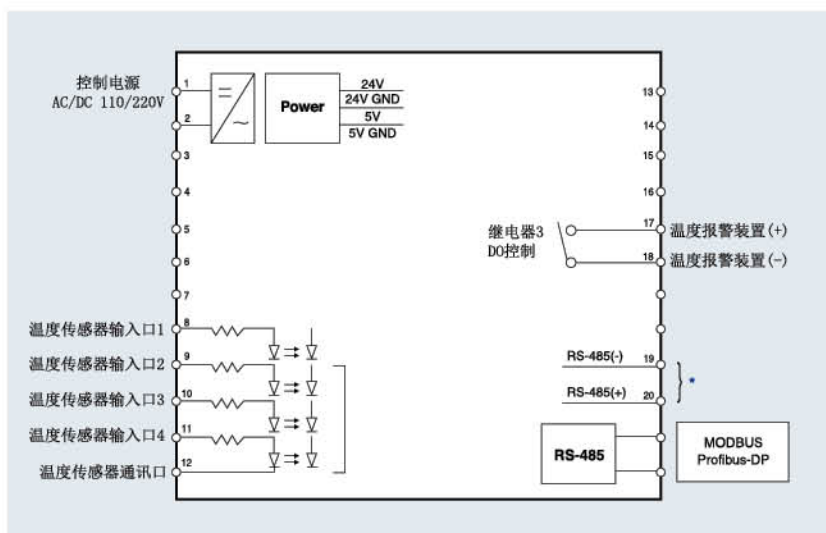 控制电源
AC/DC 110/220V
1
2
3
4
5
6
7
Power
24V
24V GND
5V
5V GND
13
14
15
16
继电器3
DO控制
17
温度报警装置(+)
18
温度报警装置(-)
温度传感器输入口1
8
温度传感器输入口2
9
温度传感器输入口3
10
温度传感器输入口4
11
温度传感器通讯口
12
RS-485(-)
19
RS-485(+)
20
*
RS-485
MODBUS
Profibus-DP